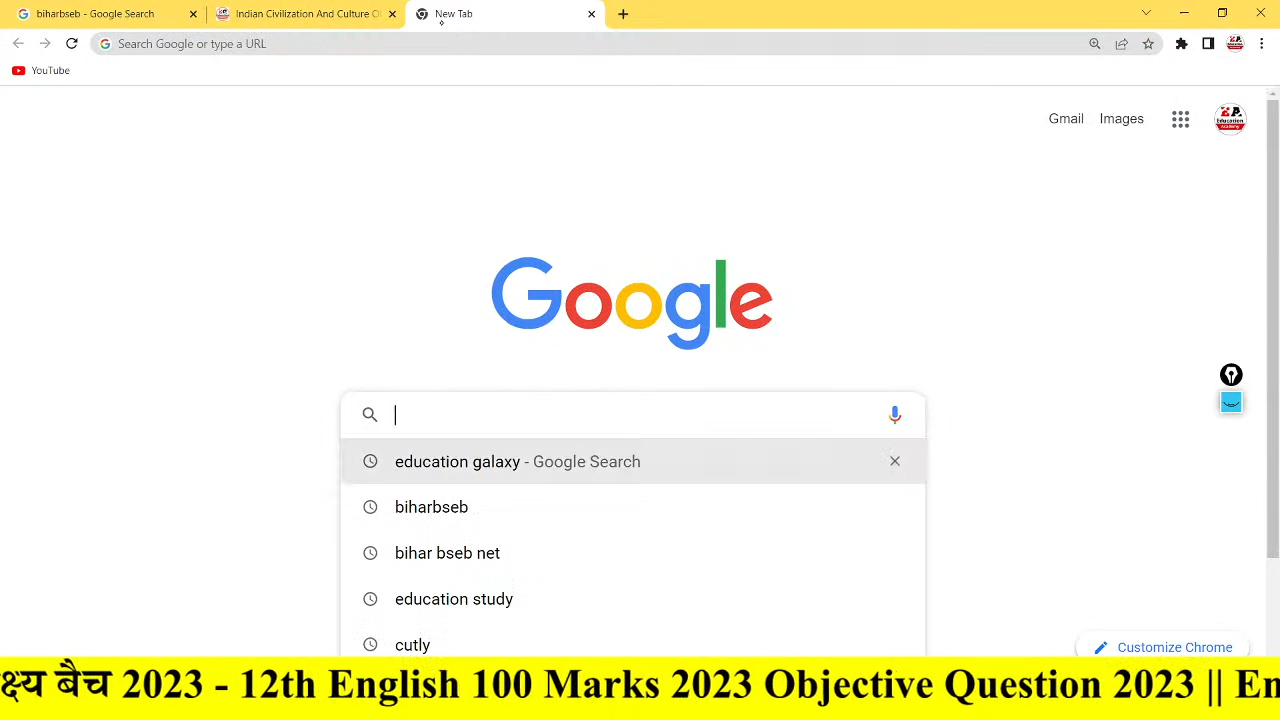 biharbseb - Google Search
Indian Civilization And Culture O
New Tab
Search Google or type a URL
YouTube
Gmail
Images
Education
Academy
Google
education galaxy - Google Search
biharbseb
bihar bseb net
education study
cutly
Customize Chrome
क्ष्य बैच 2023 - 12th English 100 Marks 2023 Objective Question 2023 || En